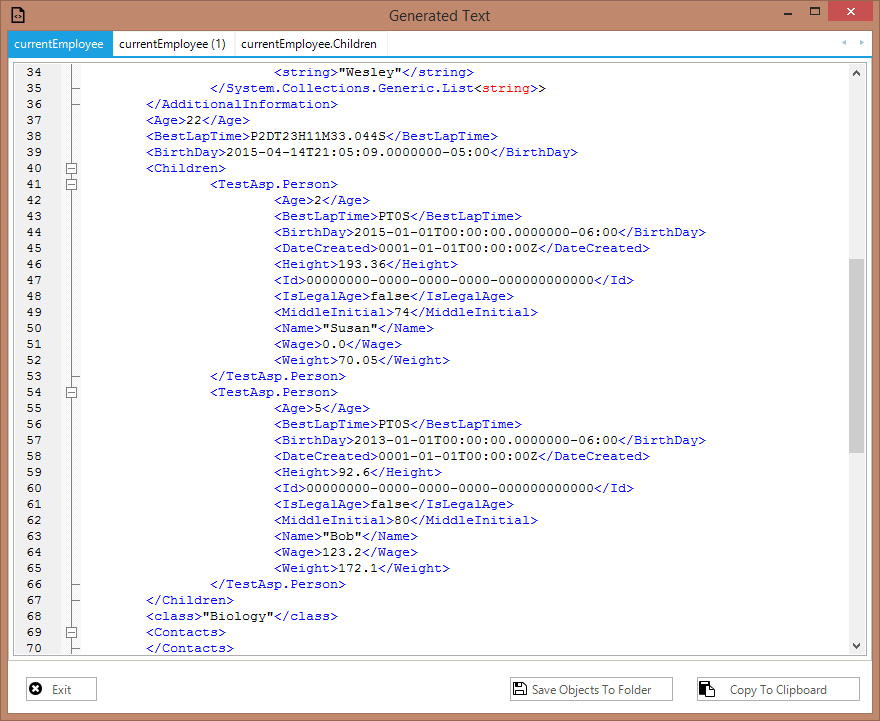 Generated Text
currentEmployee currentEmployee (1) currentEmployee.Children
34 <string>"Wesley"</string>
35 </System.Collections.Generic.List<string>>
36 </AdditionalInformation>
37 <Age>22</Age>
38 <BestLapTime>P2DT23H11M33.044S</BestLapTime>
39 <BirthDay>2015-04-14T21:05:09.0000000-05:00</BirthDay>
40 <Children>
41 <TestAsp.Person>
42 <Age>2</Age>
43 <BestLapTime>PT0S</BestLapTime>
44 <BirthDay>2015-01-01T00:00:00.0000000-06:00</BirthDay>
45 <DateCreated>0001-01-01T00:00:00Z</DateCreated>
46 <Height>193.36</Height>
47 <Id>00000000-0000-0000-0000-000000000000</Id>
48 <IsLegalAge>false</IsLegalAge>
49 <MiddleInitial>74</MiddleInitial>
50 <Name>"Susan"</Name>
51 <Wage>0.0</Wage>
52 <Weight>70.05</Weight>
53 </TestAsp.Person>
54 <TestAsp.Person>
55 <Age>5</Age>
56 <BestLapTime>PT0S</BestLapTime>
57 <BirthDay>2013-01-01T00:00:00.0000000-06:00</BirthDay>
58 <DateCreated>0001-01-01T00:00:00Z</DateCreated>
59 <Height>92.6</Height>
60 <Id>00000000-0000-0000-0000-000000000000</Id>
61 <IsLegalAge>false</IsLegalAge>
62 <MiddleInitial>80</MiddleInitial>
63 <Name>"Bob"</Name>
64 <Wage>123.2</Wage>
65 <Weight>172.1</Weight>
66 </TestAsp.Person>
67 </Children>
68 <class>"Biology"</class>
69 <Contacts>
70 </Contacts>
Exit Save Objects To Folder Copy To Clipboard